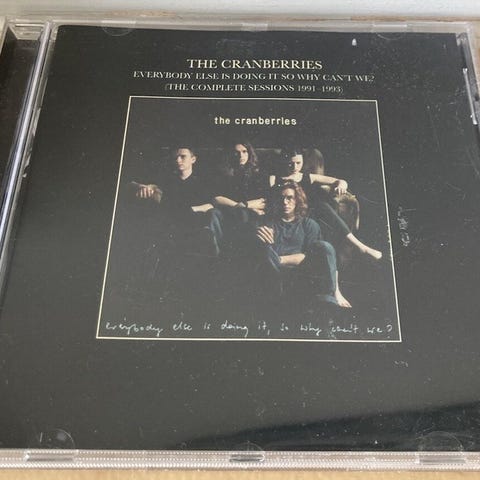 THE CRANBERRIES
EVERYBODY ELSE IS DOING IT SO WHY CAN'T WE?
(THE COMPLETE SESSIONS 1991–1993)
the cranberries
everybody else is doing it, so why can't we?